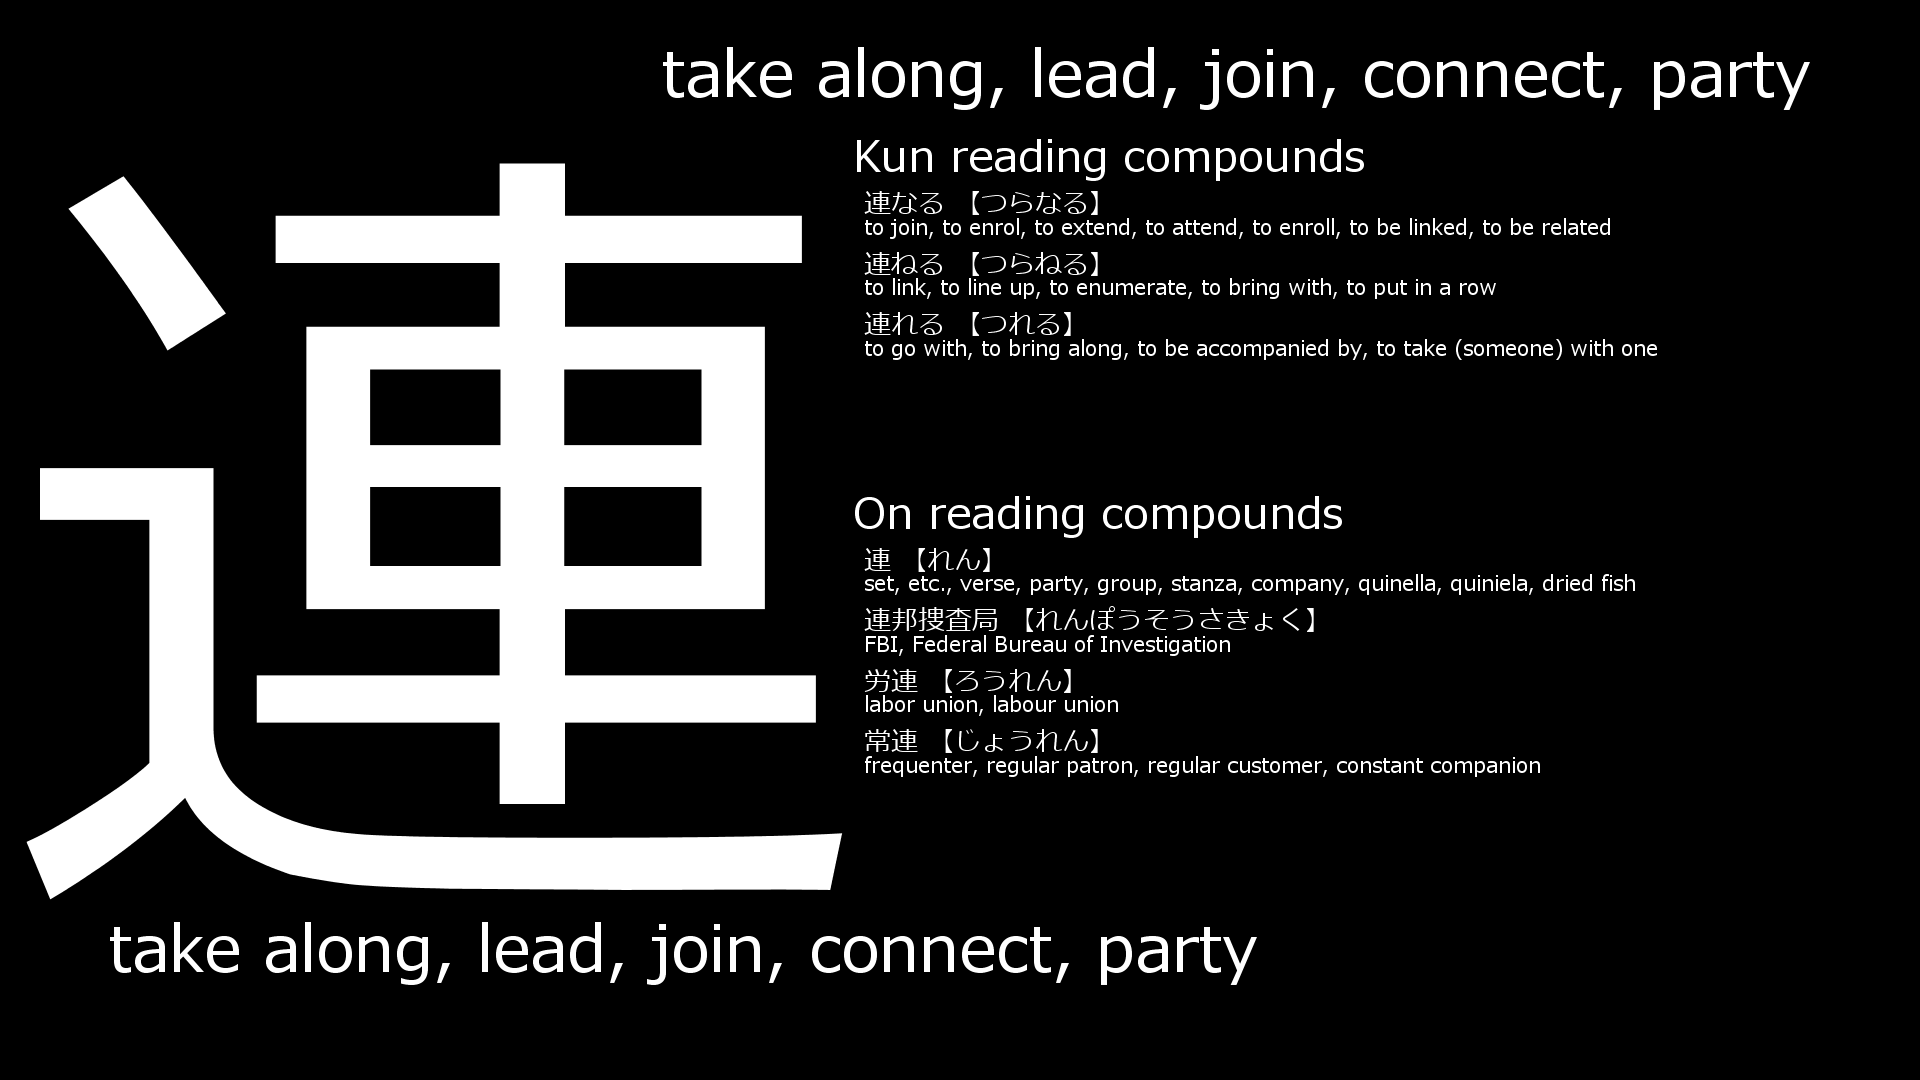 take along, lead, join, connect, party
連
Kun reading compounds
連なる 【つらなる】
to join, to enrol, to extend, to attend, to enroll, to be linked, to be related
連ねる 【つらねる】
to link, to line up, to enumerate, to bring with, to put in a row
連れる 【つれる】
to go with, to bring along, to be accompanied by, to take (someone) with one
On reading compounds
連 【れん】
set, etc., verse, party, group, stanza, company, quinella, quiniela, dried fish
連邦捜査局 【れんぽうそうさきょく】
FBI, Federal Bureau of Investigation
労連 【ろうれん】
labor union, labour union
常連 【じょうれん】
frequenter, regular patron, regular customer, constant companion
take along, lead, join, connect, party